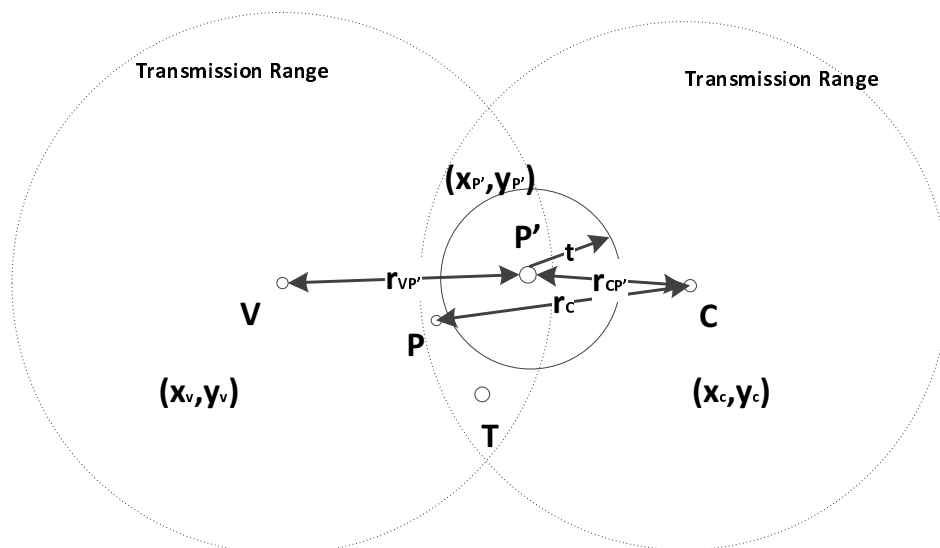 Transmission Range
Transmission Range
(xP’,yP’)
P’
t
rVP’
rCP’
rC
V
C
P
(xv,yv)
(xc,yc)
T